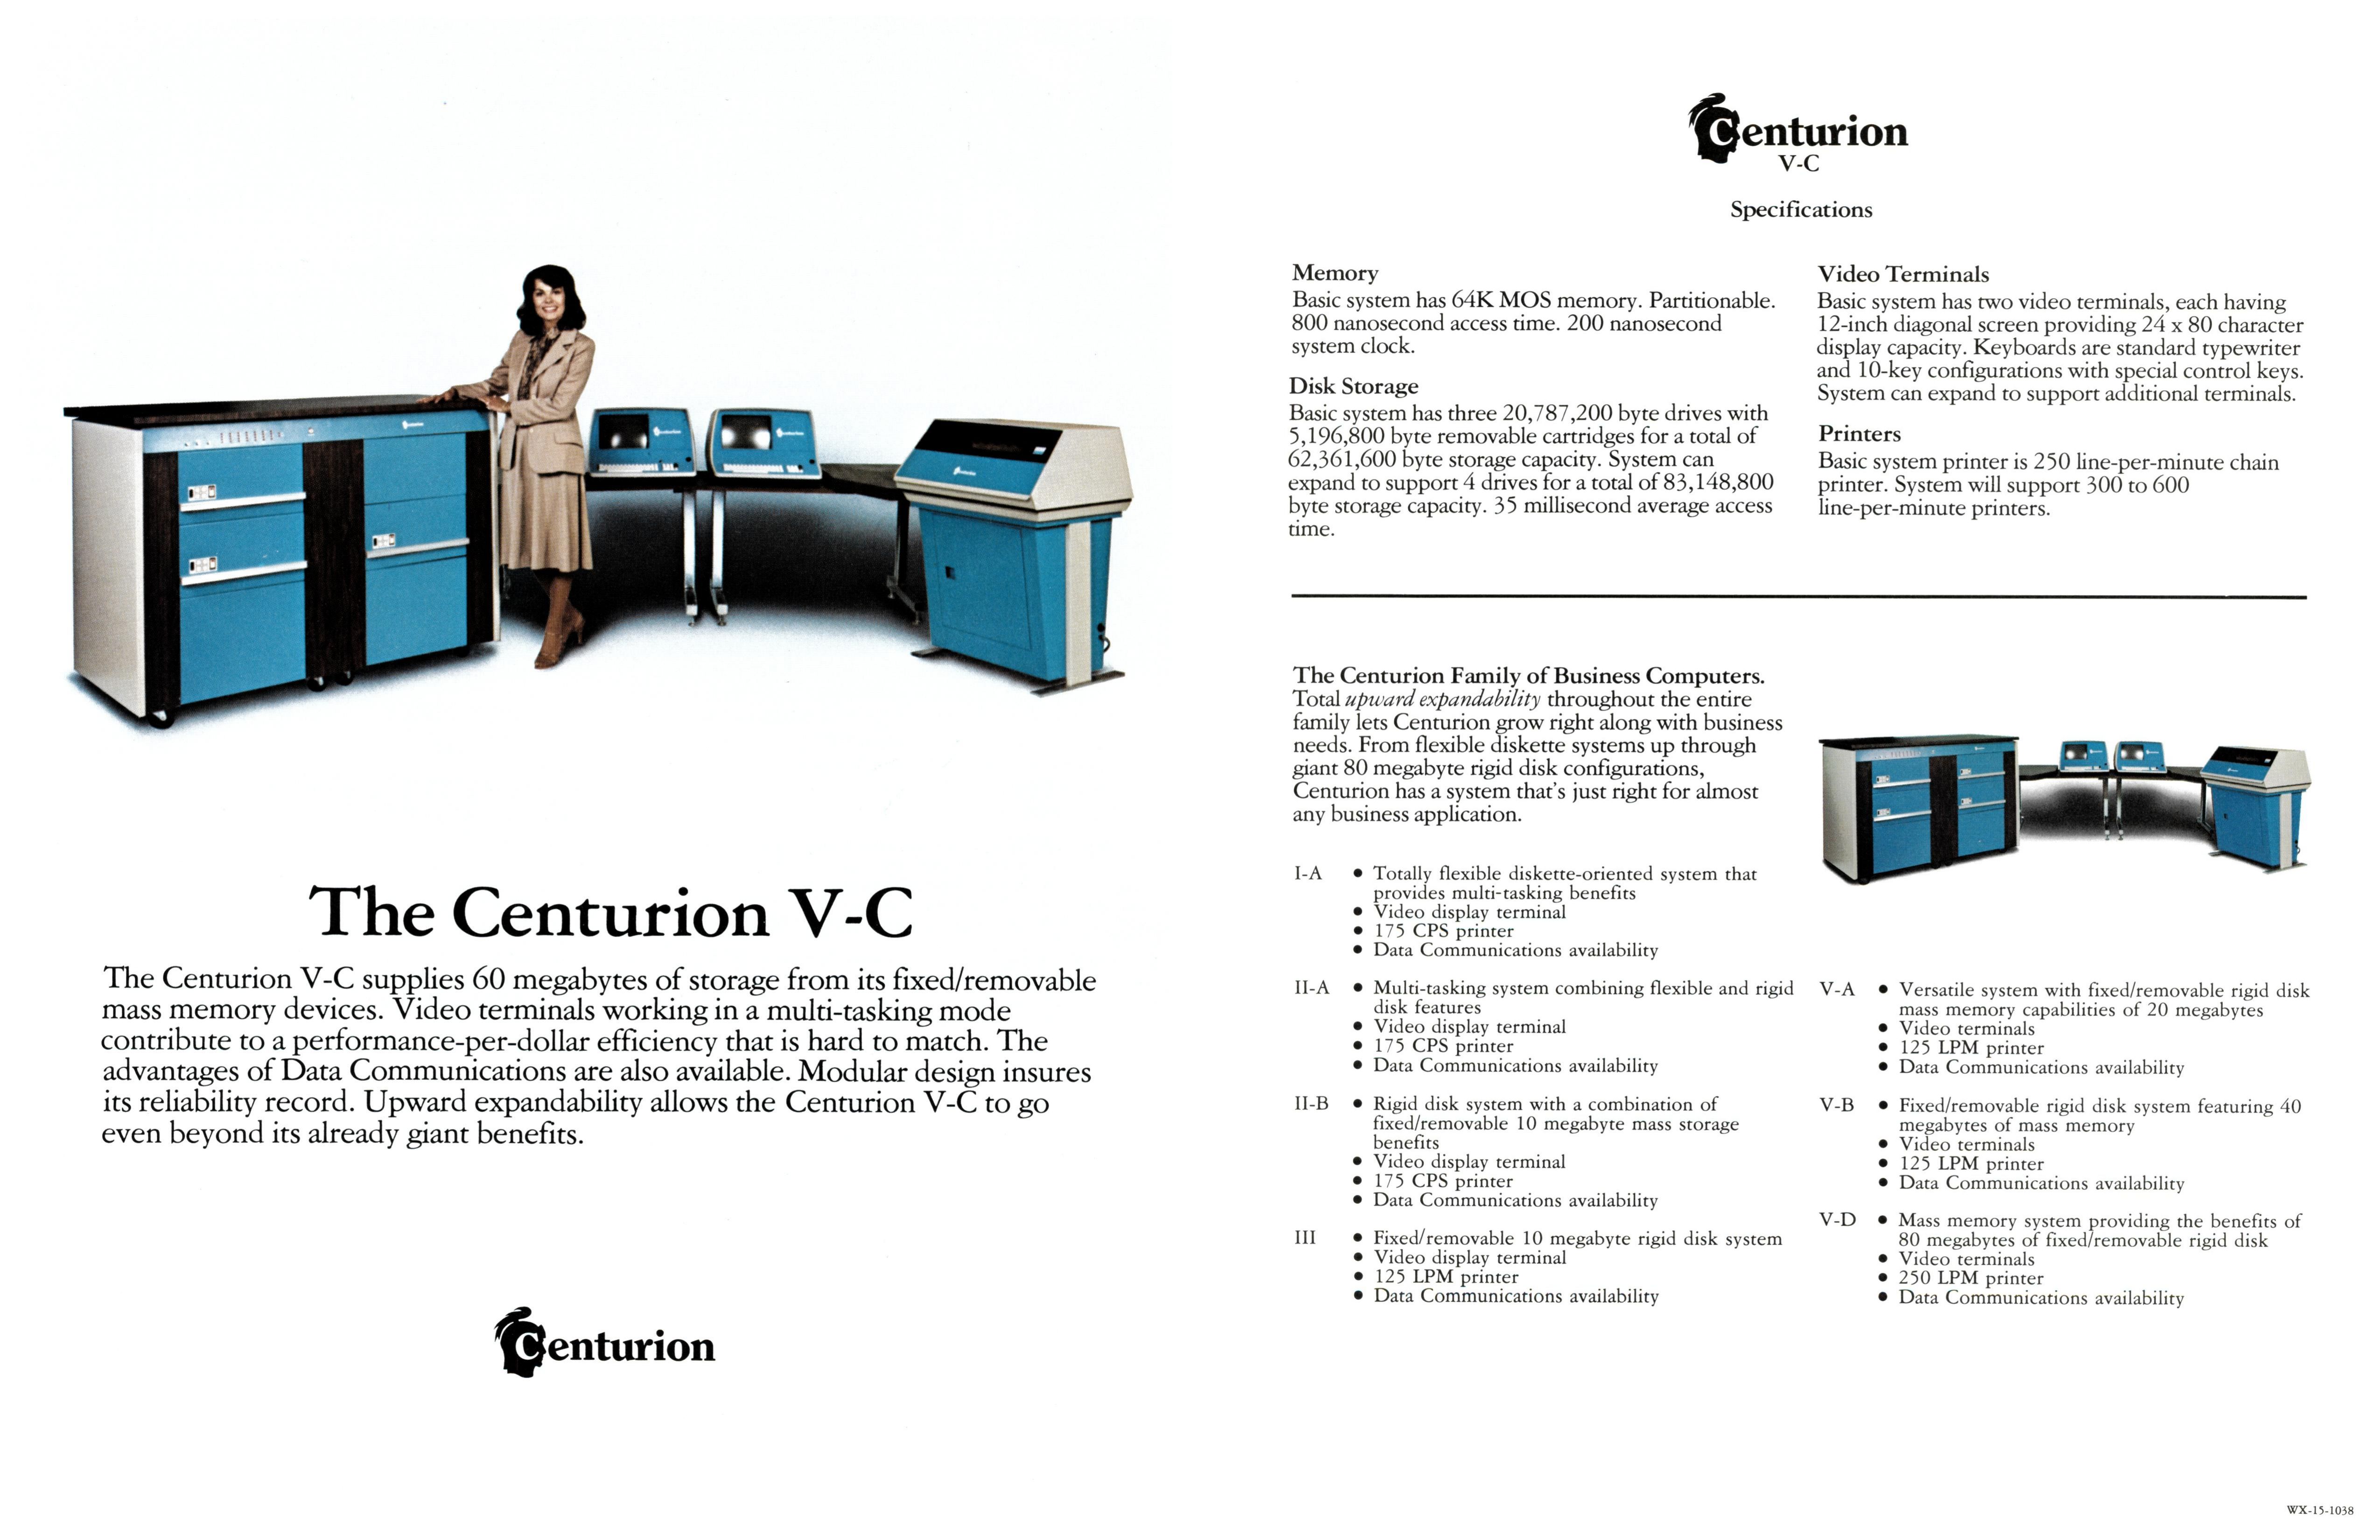 The Centurion V-C
The Centurion V-C supplies 60 megabytes of storage from its fixed/removable
mass memory devices. Video terminals working in a multi-tasking mode
contribute to a performance-per-dollar efficiency that is hard to match. The
advantages of Data Communications are also available. Modular design insures
its reliability record. Upward expandability allows the Centurion V-C to go
even beyond its already giant benefits.
Centurion
Centurion
V-C
Specifications
Memory
Basic system has 64K MOS memory. Partitionable.
800 nanosecond access time. 200 nanosecond
system clock.
Disk Storage
Basic system has three 20,787,200 byte drives with
5,196,800 byte removable cartridges for a total of
62,361,600 byte storage capacity. System can
expand to support 4 drives for a total of 83,148,800
byte storage capacity. 35 millisecond average access
time.
Video Terminals
Basic system has two video terminals, each having
12-inch diagonal screen providing 24 x 80 character
display capacity. Keyboards are standard typewriter
and 10-key configurations with special control keys.
System can expand to support additional terminals.
Printers
Basic system printer is 250 line-per-minute chain
printer. System will support 300 to 600
line-per-minute printers.
The Centurion Family of Business Computers.
Total upward expandability throughout the entire
family lets Centurion grow right along with business
needs. From flexible diskette systems up through
giant 80 megabyte rigid disk configurations,
Centurion has a system that's just right for almost
any business application.
I-A • Totally flexible diskette-oriented system that
provides multi-tasking benefits
• Video display terminal
• 175 CPS printer
• Data Communications availability
II-A • Multi-tasking system combining flexible and rigid
disk features
• Video display terminal
• 175 CPS printer
• Data Communications availability
II-B • Rigid disk system with a combination of
fixed/removable 10 megabyte mass storage
benefits
• Video display terminal
• 175 CPS printer
• Data Communications availability
III • Fixed/removable 10 megabyte rigid disk system
• Video display terminal
• 125 LPM printer
• Data Communications availability
V-A • Versatile system with fixed/removable rigid disk
mass memory capabilities of 20 megabytes
• Video terminals
• 125 LPM printer
• Data Communications availability
V-B • Fixed/removable rigid disk system featuring 40
megabytes of mass memory
• Video terminals
• 125 LPM printer
• Data Communications availability
V-D • Mass memory system providing the benefits of
80 megabytes of fixed/removable rigid disk
• Video terminals
• 250 LPM printer
• Data Communications availability
WX-15-1038